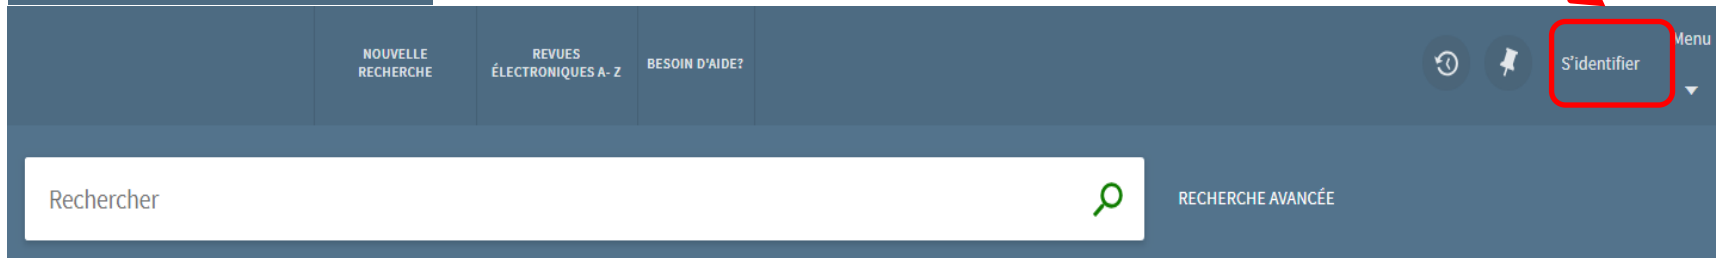 NOUVELLE
RECHERCHE
REVUES
ÉLECTRONIQUES A- Z
BESOIN D'AIDE?
S'identifier
Menu
Rechercher
RECHERCHE AVANCÉE